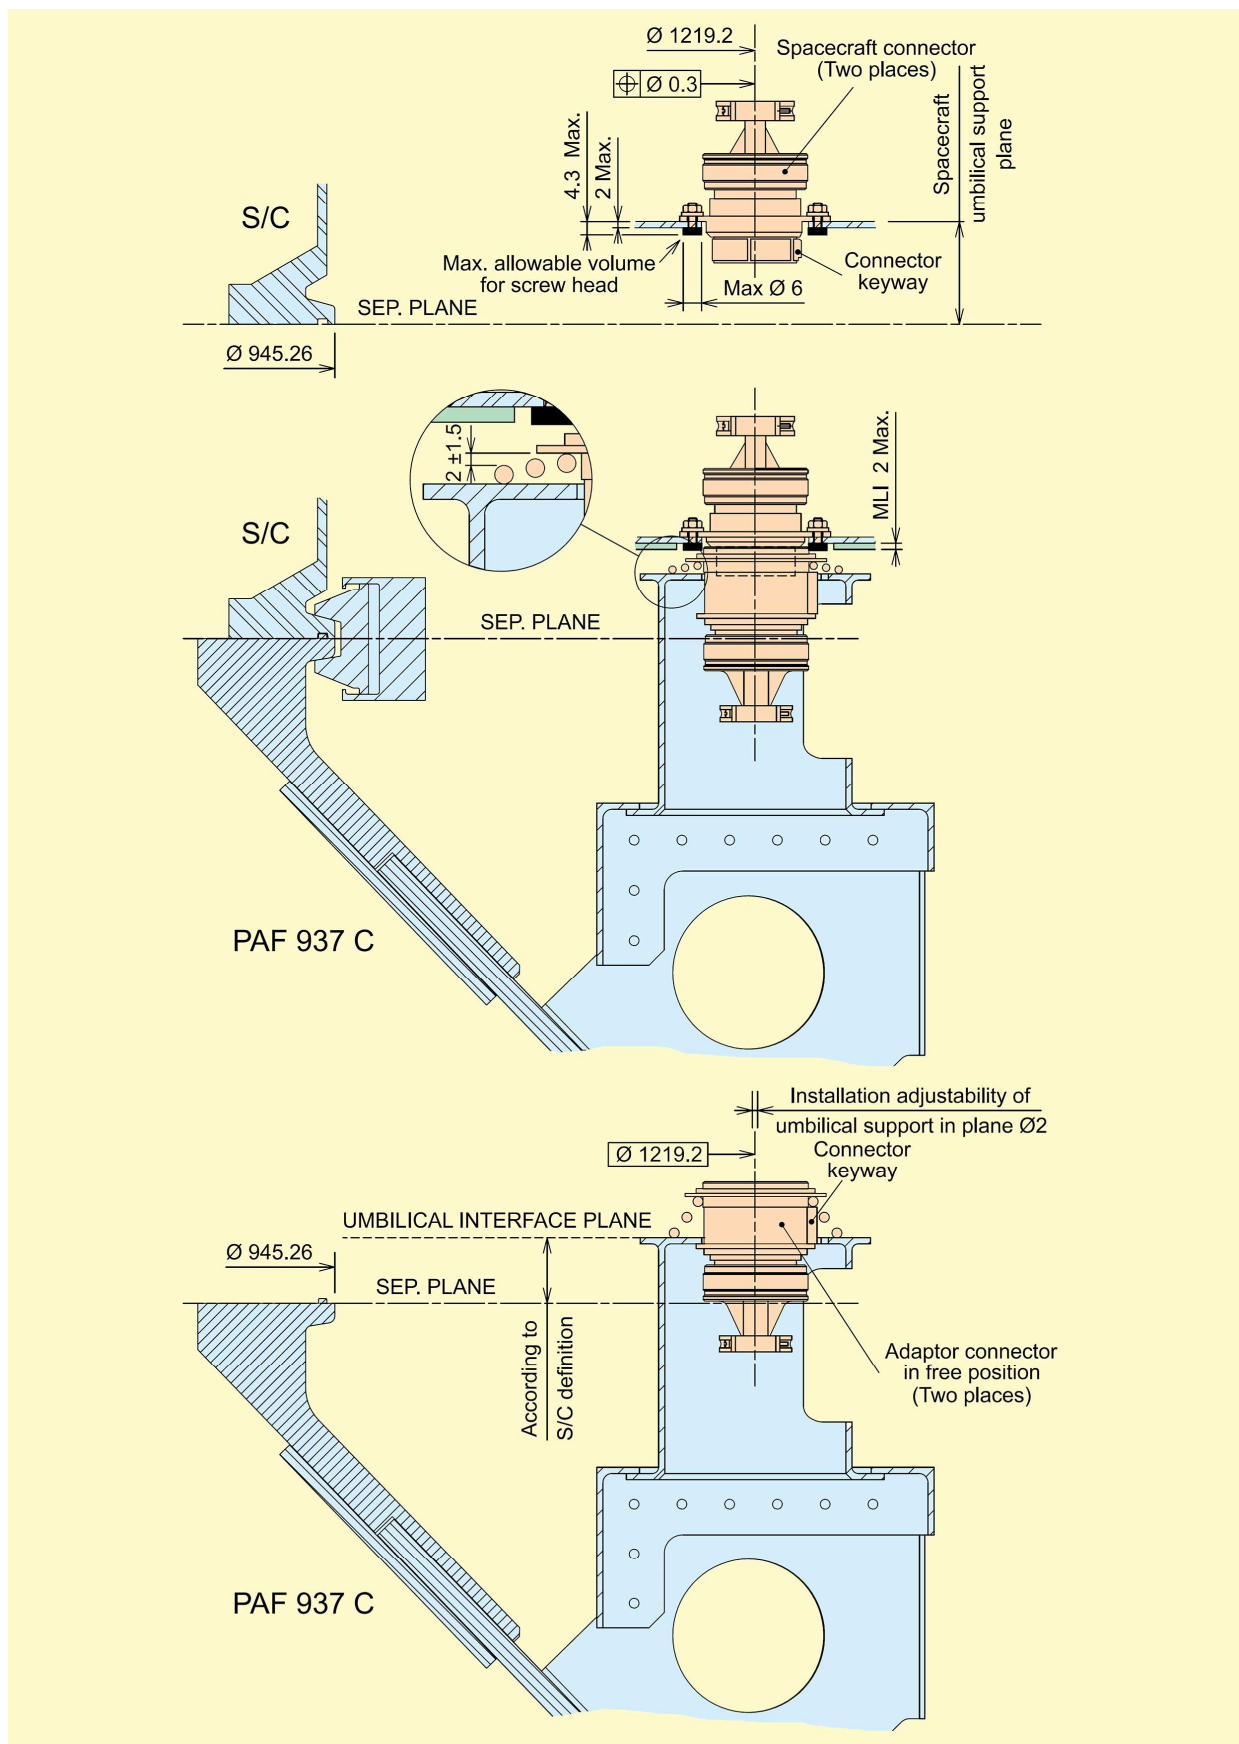 Ø 1219.2
Spacecraft connector
(Two places)
Ø 0.3
4.3 Max.
2 Max.
Spacecraft
umbilical support
plane
S/C
Max. allowable volume
for screw head
Connector
keyway
Max Ø 6
SEP. PLANE
Ø 945.26
2 ±1.5
MLI 2 Max.
S/C
SEP. PLANE
PAF 937 C
Installation adjustability of
umbilical support in plane Ø2
Ø 1219.2
Connector
keyway
UMBILICAL INTERFACE PLANE
Ø 945.26
SEP. PLANE
According to
S/C definition
Adaptor connector
in free position
(Two places)
PAF 937 C